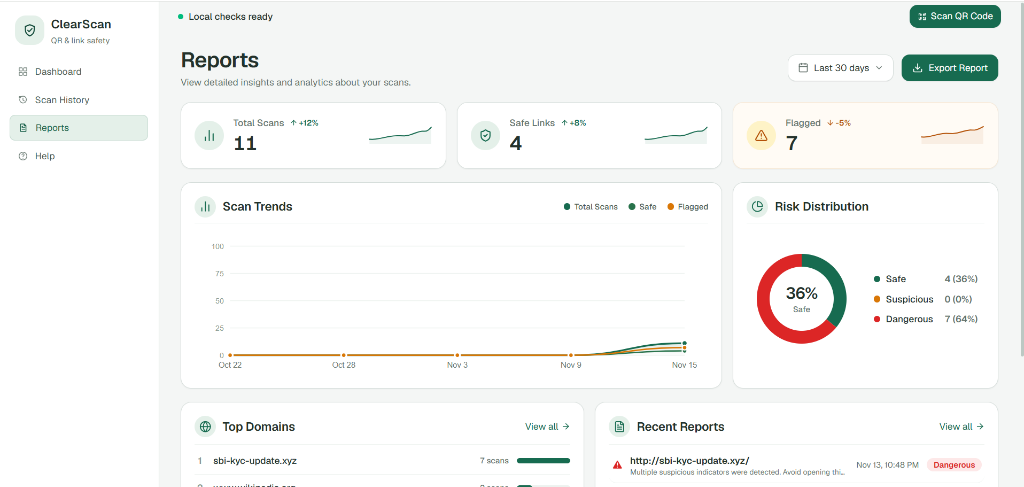 ClearScan
QR & link safety
Dashboard
Scan History
Reports
Help
Local checks ready
Scan QR Code
Reports
View detailed insights and analytics about your scans.
Last 30 days
Export Report
Total Scans ↑ +12%
11
Safe Links ↑ +8%
4
Flagged ↓ -5%
7
Scan Trends
Total Scans Safe Flagged
100
75
50
25
0
Oct 22 Oct 28 Nov 3 Nov 9 Nov 15
Risk Distribution
36%
Safe
Safe 4 (36%)
Suspicious 0 (0%)
Dangerous 7 (64%)
Top Domains
View all →
1 sbi-kyc-update.xyz 7 scans
Recent Reports
View all →
http://sbi-kyc-update.xyz/
Multiple suspicious indicators were detected. Avoid opening thi...
Nov 13, 10:48 PM
Dangerous